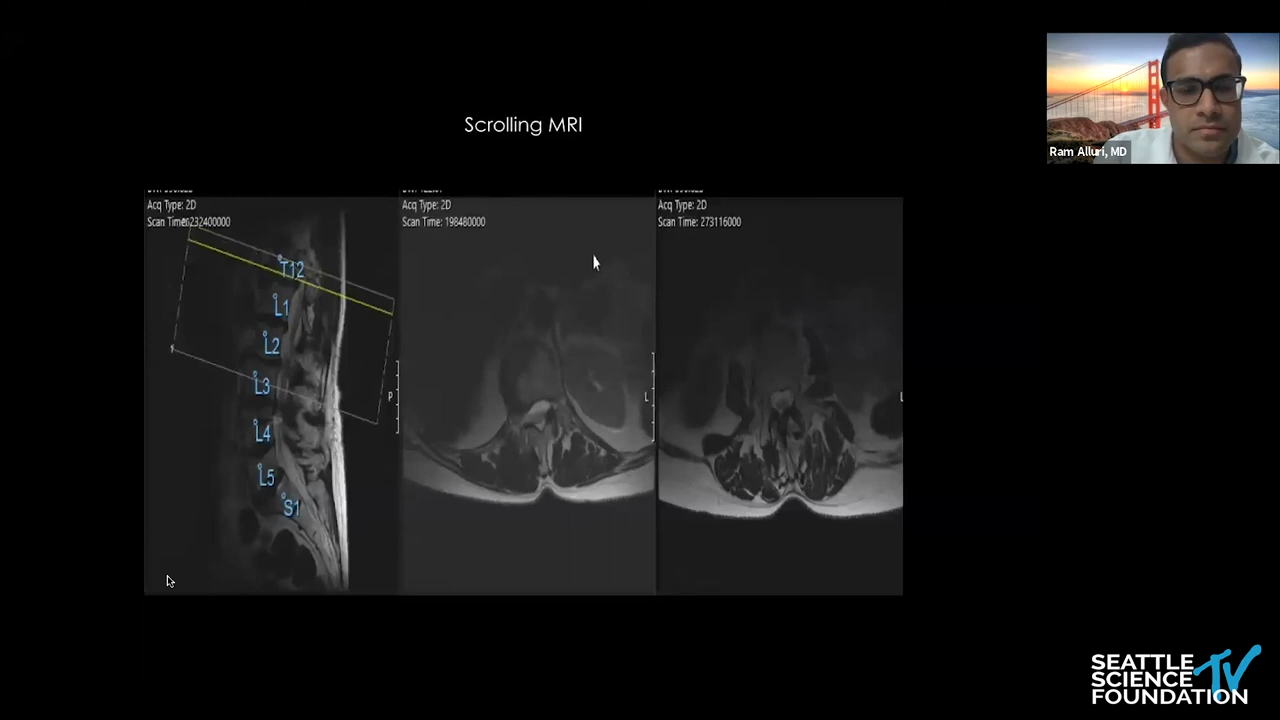 Scrolling MRI
Ram Alluri, MD
Acq Type: 2D
Scan Time: 232400000
Acq Type: 2D
Scan Time: 198480000
Acq Type: 2D
Scan Time: 273116000
T12
L1
L2
L3
L4
L5
S1
P
L
L
SEATTLE
SCIENCE TV
FOUNDATION